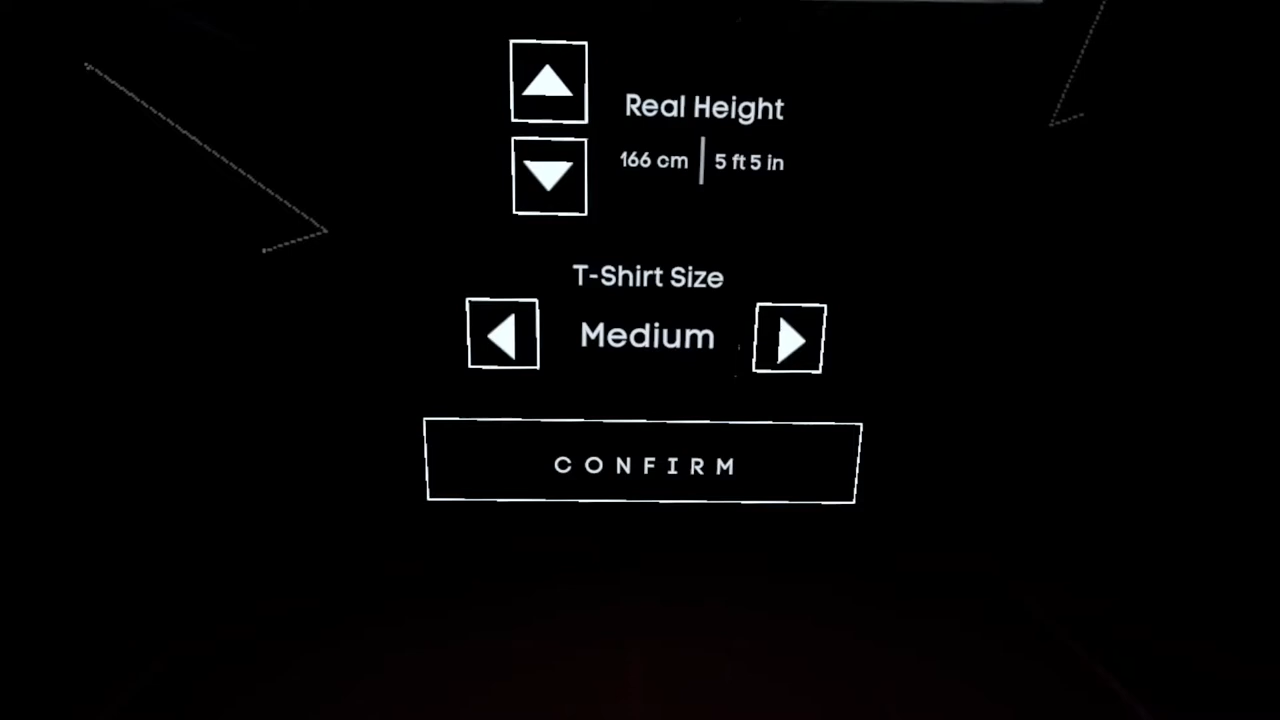 Real Height
166 cm | 5 ft 5 in
T-Shirt Size
Medium
CONFIRM